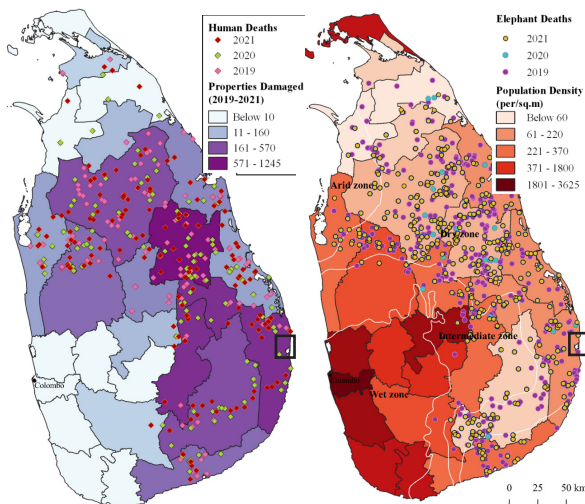 Human Deaths
2021
2020
2019
Properties Damaged
(2019-2021)
Below 10
11 - 160
161 - 570
571 - 1245
Colombo
Elephant Deaths
2021
2020
2019
Population Density
(per/sq.m)
Below 60
61 - 220
221 - 370
371 - 1800
1801 - 3625
Arid zone
Dry zone
Intermediate zone
Colombo
Wet zone
0 25 50 km